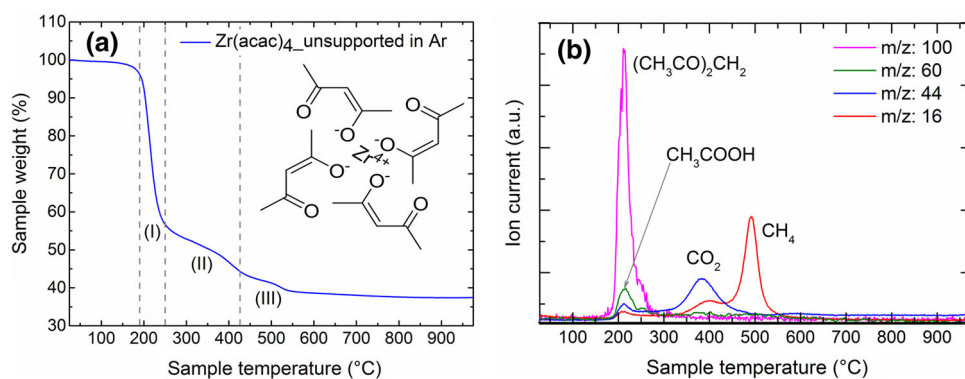 (a)
Zr(acac)4_unsupported in Ar
Sample weight (%)
100
90
80
70
60
50
40
30
O
O⁻
O
⁻O
Zr4+
O⁻
O
O⁻
O
(I)
(II)
(III)
100 200 300 400 500 600 700 800 900
Sample temperature (°C)
(b)
Ion current (a.u.)
(CH₃CO)₂CH₂
m/z: 100
m/z: 60
m/z: 44
m/z: 16
CH₃COOH
CO₂
CH₄
100 200 300 400 500 600 700 800 900
Sample temperature (°C)